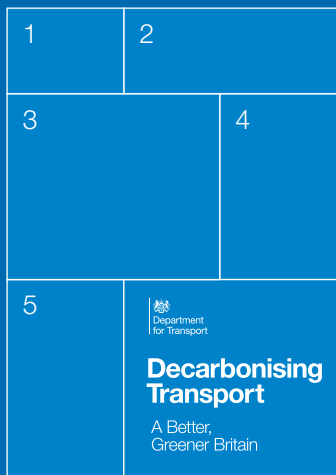 1
2
3
4
5
Department
for Transport
Decarbonising
Transport
A Better,
Greener Britain